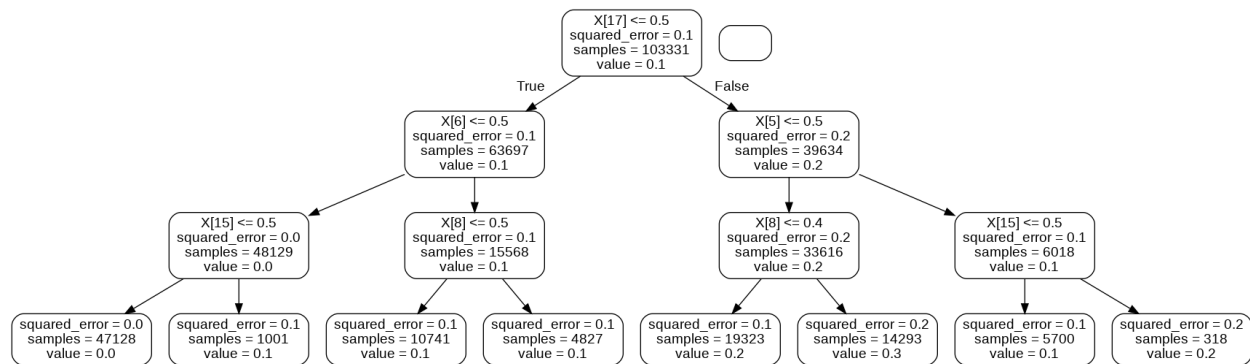 X[17] <= 0.5
squared_error = 0.1
samples = 103331
value = 0.1
True
False
X[6] <= 0.5
squared_error = 0.1
samples = 63697
value = 0.1
X[5] <= 0.5
squared_error = 0.2
samples = 39634
value = 0.2
X[15] <= 0.5
squared_error = 0.0
samples = 48129
value = 0.0
X[8] <= 0.5
squared_error = 0.1
samples = 15568
value = 0.1
X[8] <= 0.4
squared_error = 0.2
samples = 33616
value = 0.2
X[15] <= 0.5
squared_error = 0.1
samples = 6018
value = 0.1
squared_error = 0.0
samples = 47128
value = 0.0
squared_error = 0.1
samples = 1001
value = 0.1
squared_error = 0.1
samples = 10741
value = 0.1
squared_error = 0.1
samples = 4827
value = 0.1
squared_error = 0.1
samples = 19323
value = 0.2
squared_error = 0.2
samples = 14293
value = 0.3
squared_error = 0.1
samples = 5700
value = 0.1
squared_error = 0.2
samples = 318
value = 0.2